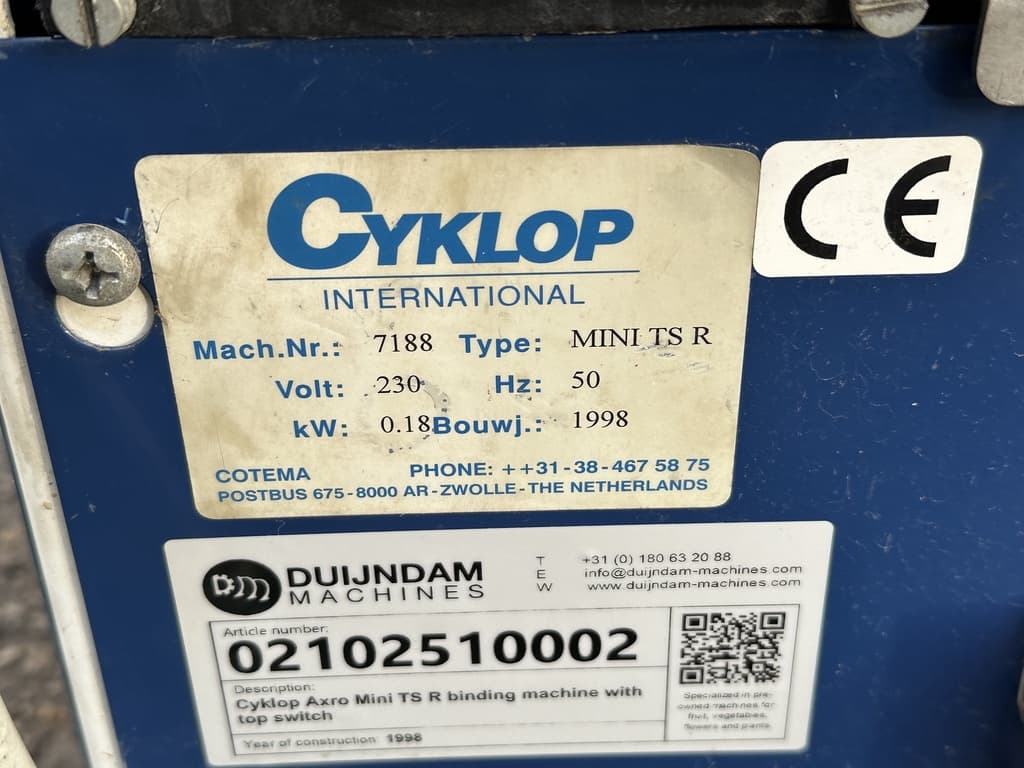 CYKLOP
INTERNATIONAL
CE
Mach.Nr.: 7188 Type: MINI TS R
Volt: 230 Hz: 50
kW: 0.18 Bouwj.: 1998
COTEMA PHONE: ++31-38-467 58 75
POSTBUS 675-8000 AR-ZWOLLE-THE NETHERLANDS
DUIJNDAM
MACHINES
T +31 (0) 180 63 20 88
E info@duijndam-machines.com
W www.duijndam-machines.com
Article number:
02102510002
Description:
Cyklop Axro Mini TS R binding machine with
top switch
Year of construction: 1998
Specialized in pre-
owned machines for
fruit, vegetables,
flowers and plants